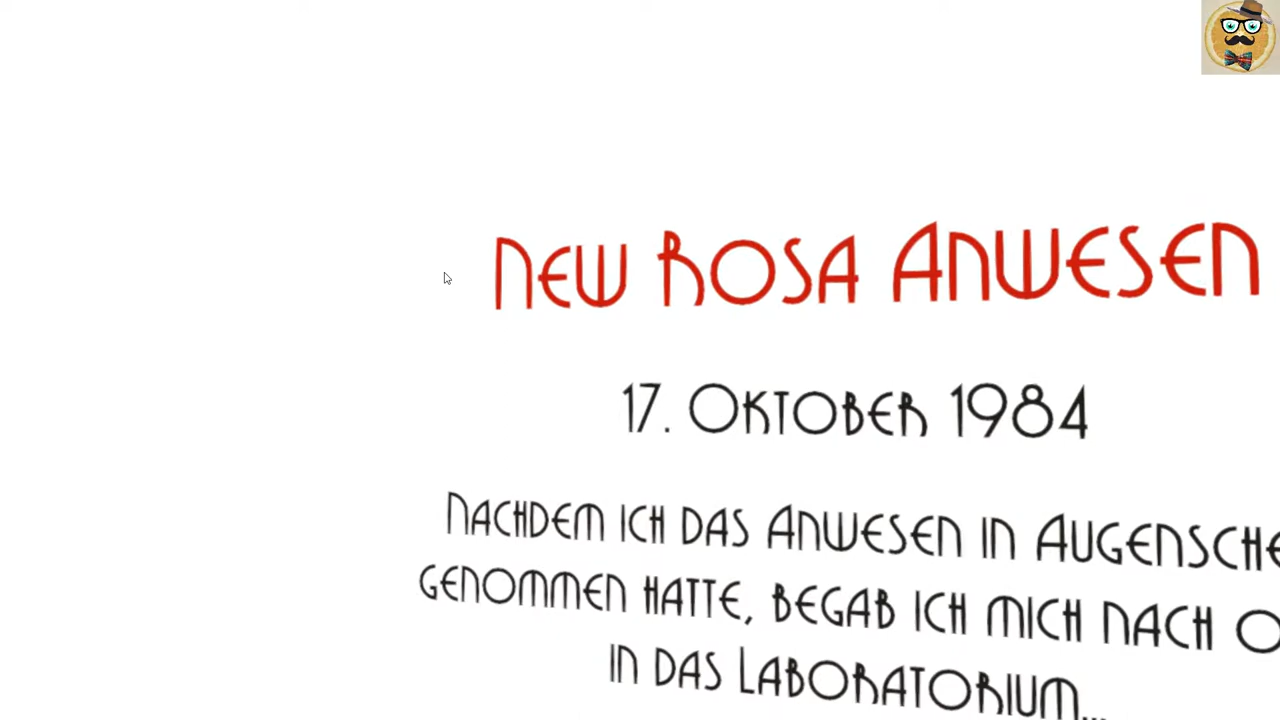 New Rosa Anwesen
17. Oktober 1984
Nachdem ich das Anwesen in
genommen hatte, begab ich mich nach
in das Laboratorium...